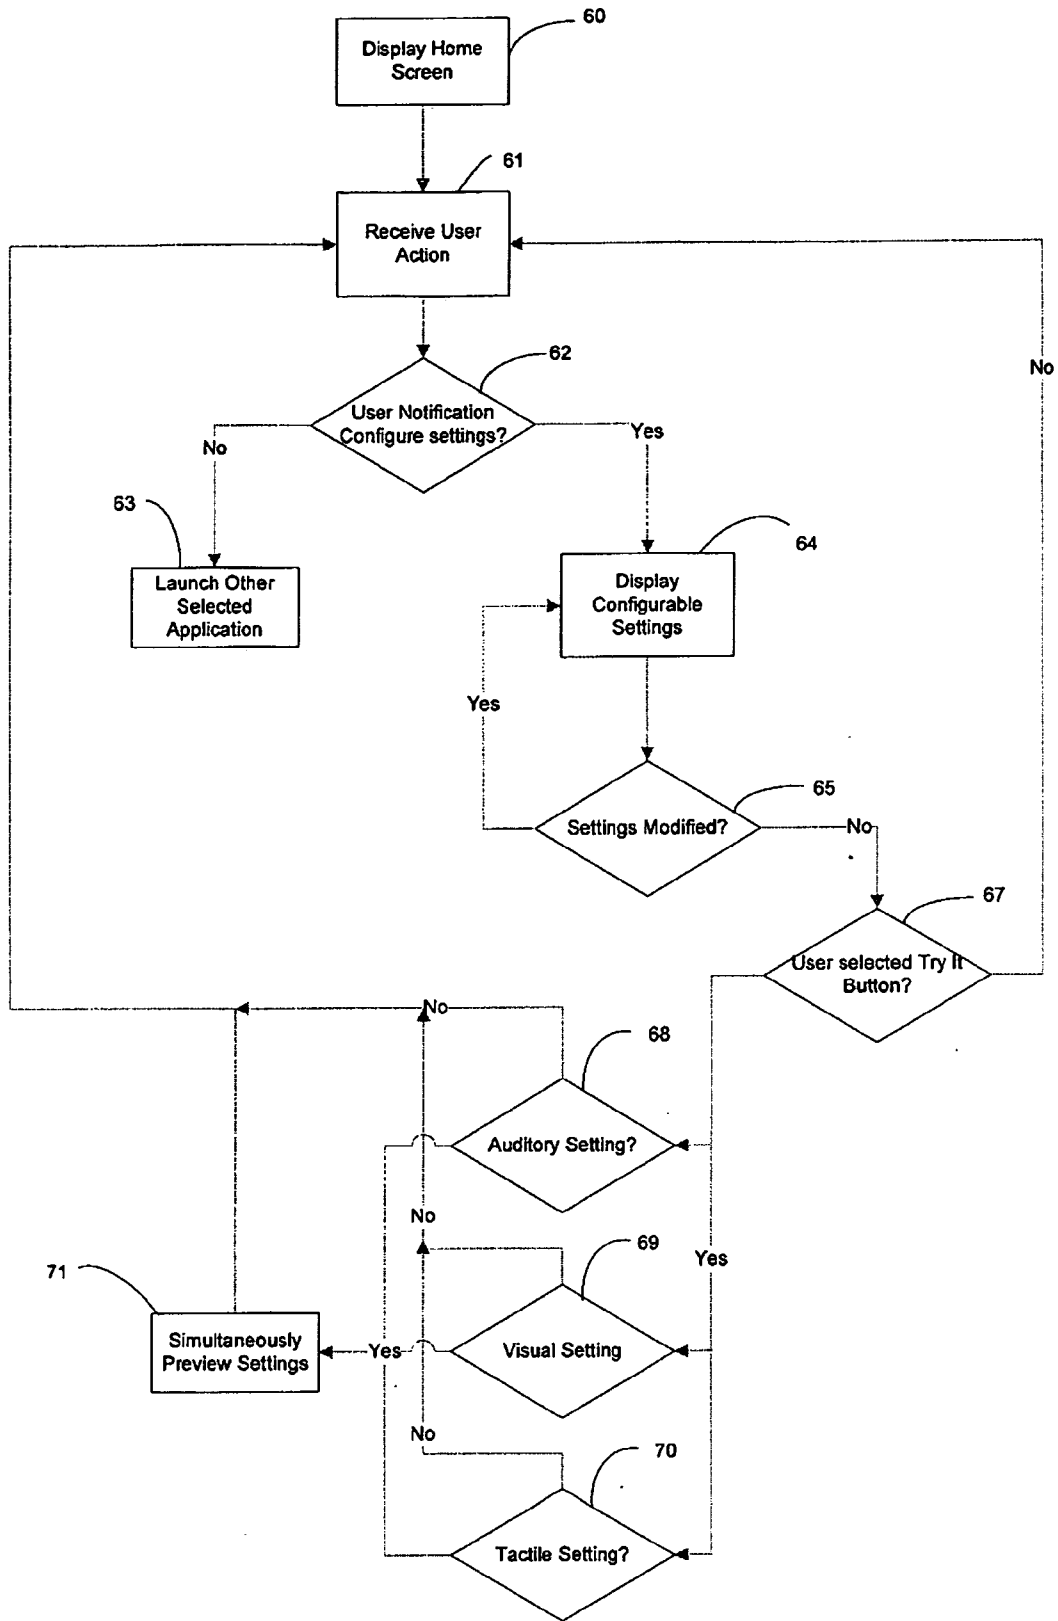 60
Display Home
Screen
61
Receive User
Action
62
User Notification
Configure settings?
No
Yes
No
63
Launch Other
Selected
Application
64
Display
Configurable
Settings
Yes
65
Settings Modified?
No
67
User selected Try It
Button?
No
68
Auditory Setting?
No
Yes
69
71
Simultaneously
Preview Settings
Yes
Visual Setting
No
70
Tactile Setting?